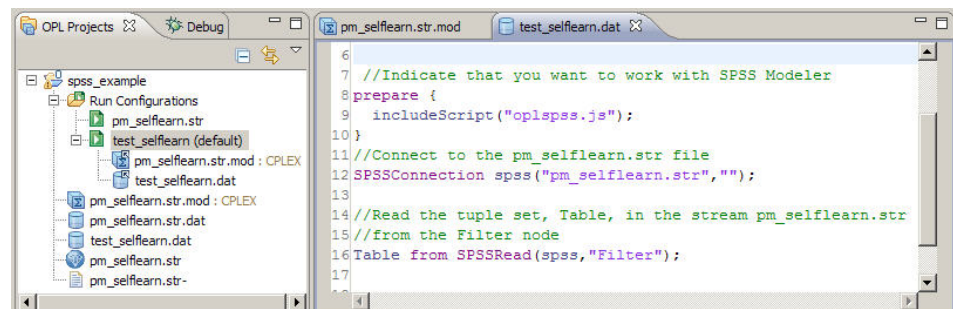 OPL Projects Debug
spss_example
Run Configurations
pm_selflearn.str
test_selflearn (default)
pm_selflearn.str.mod : CPLEX
test_selflearn.dat
pm_selflearn.str.mod : CPLEX
pm_selflearn.str.dat
test_selflearn.dat
pm_selflearn.str
pm_selflearn.str-
pm_selflearn.str.mod test_selflearn.dat
6
7 //Indicate that you want to work with SPSS Modeler
8 prepare {
9 includeScript("oplspss.js");
10 }
11 //Connect to the pm_selflearn.str file
12 SPSSConnection spss("pm_selflearn.str","");
13
14 //Read the tuple set, Table, in the stream pm_selflearn.str
15 //from the Filter node
16 Table from SPSSRead(spss,"Filter");
17